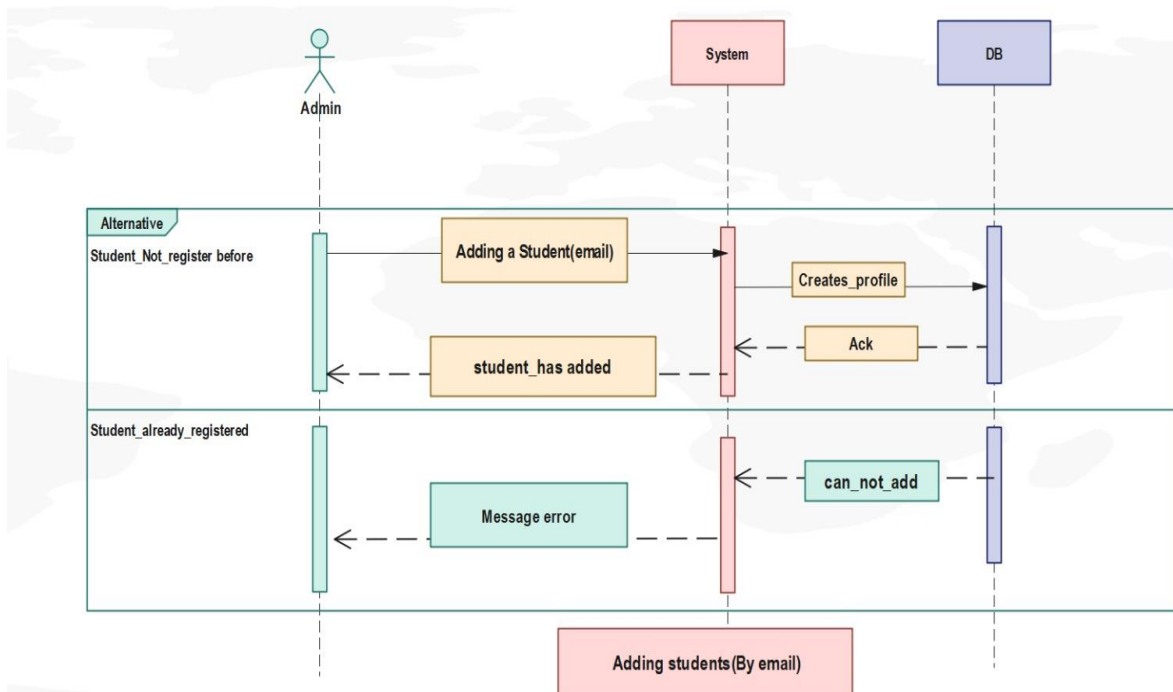 System
DB
Admin
Alternative
Student_Not_register before
Adding a Student(email)
Creates_profile
Ack
student_has added
Student_already_registered
can_not_add
Message error
Adding students(By email)